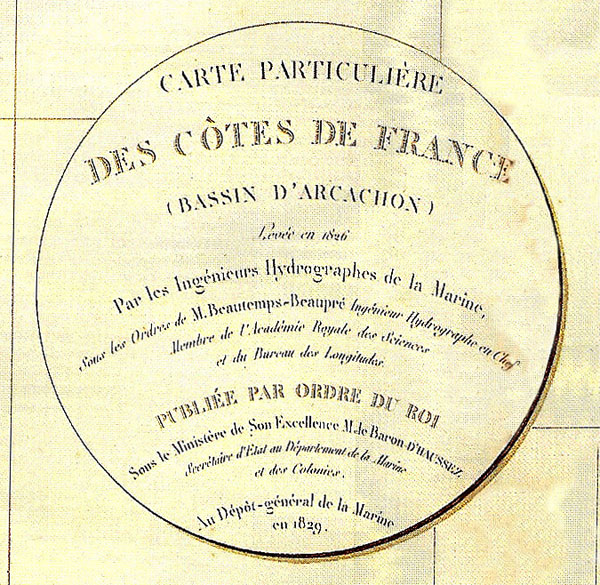 CARTE PARTICULIÈRE
DES CÔTES DE FRANCE
(BASSIN D'ARCACHON)
Levée en 1826
Par les Ingénieurs Hydrographes de la Marine,
Sous les Ordres de M. Beautemps-Beaupré Ingénieur Hydrographe en Chef
Membre de l'Académie Royale des Sciences
et du Bureau des Longitudes.
PUBLIÉE PAR ORDRE DU ROI
Sous le Ministère de Son Excellence M. le Baron D'HAUSSEZ,
Secrétaire d'État au Département de la Marine
et des Colonies.
Au Dépôt-général de la Marine
en 1829.